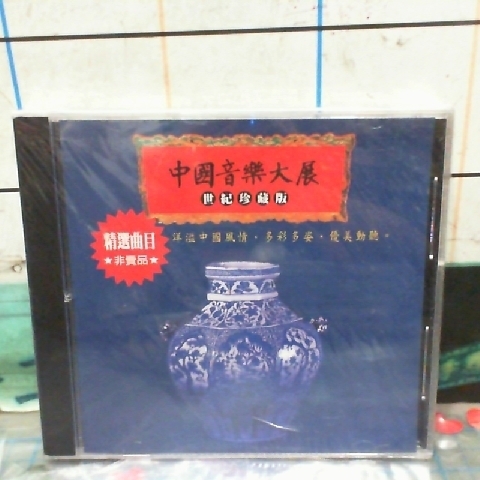 中國音樂大展
世紀珍藏版
精選曲目
★非賣品★
洋溢中國風情，多彩多姿，優美動聽。